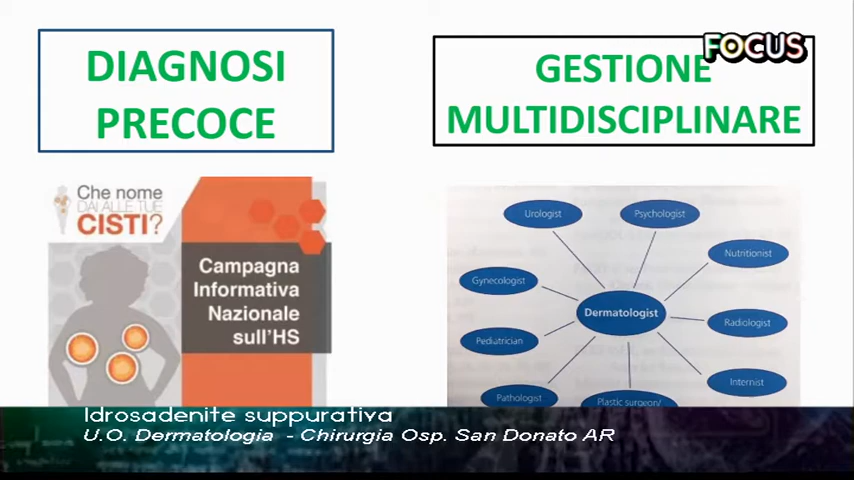 DIAGNOSI
PRECOCE
GESTIONE
MULTIDISCIPLINARE
FOCUS
Che nome
DAI ALLE TUE
CISTI?
Campagna
Informativa
Nazionale
sull'HS
Urologist
Psychologist
Nutritionist
Gynecologist
Dermatologist
Radiologist
Pediatrician
Internist
Pathologist
Plastic surgeon/
Idrosadenite suppurativa
U.O. Dermatologia - Chirurgia Osp. San Donato AR